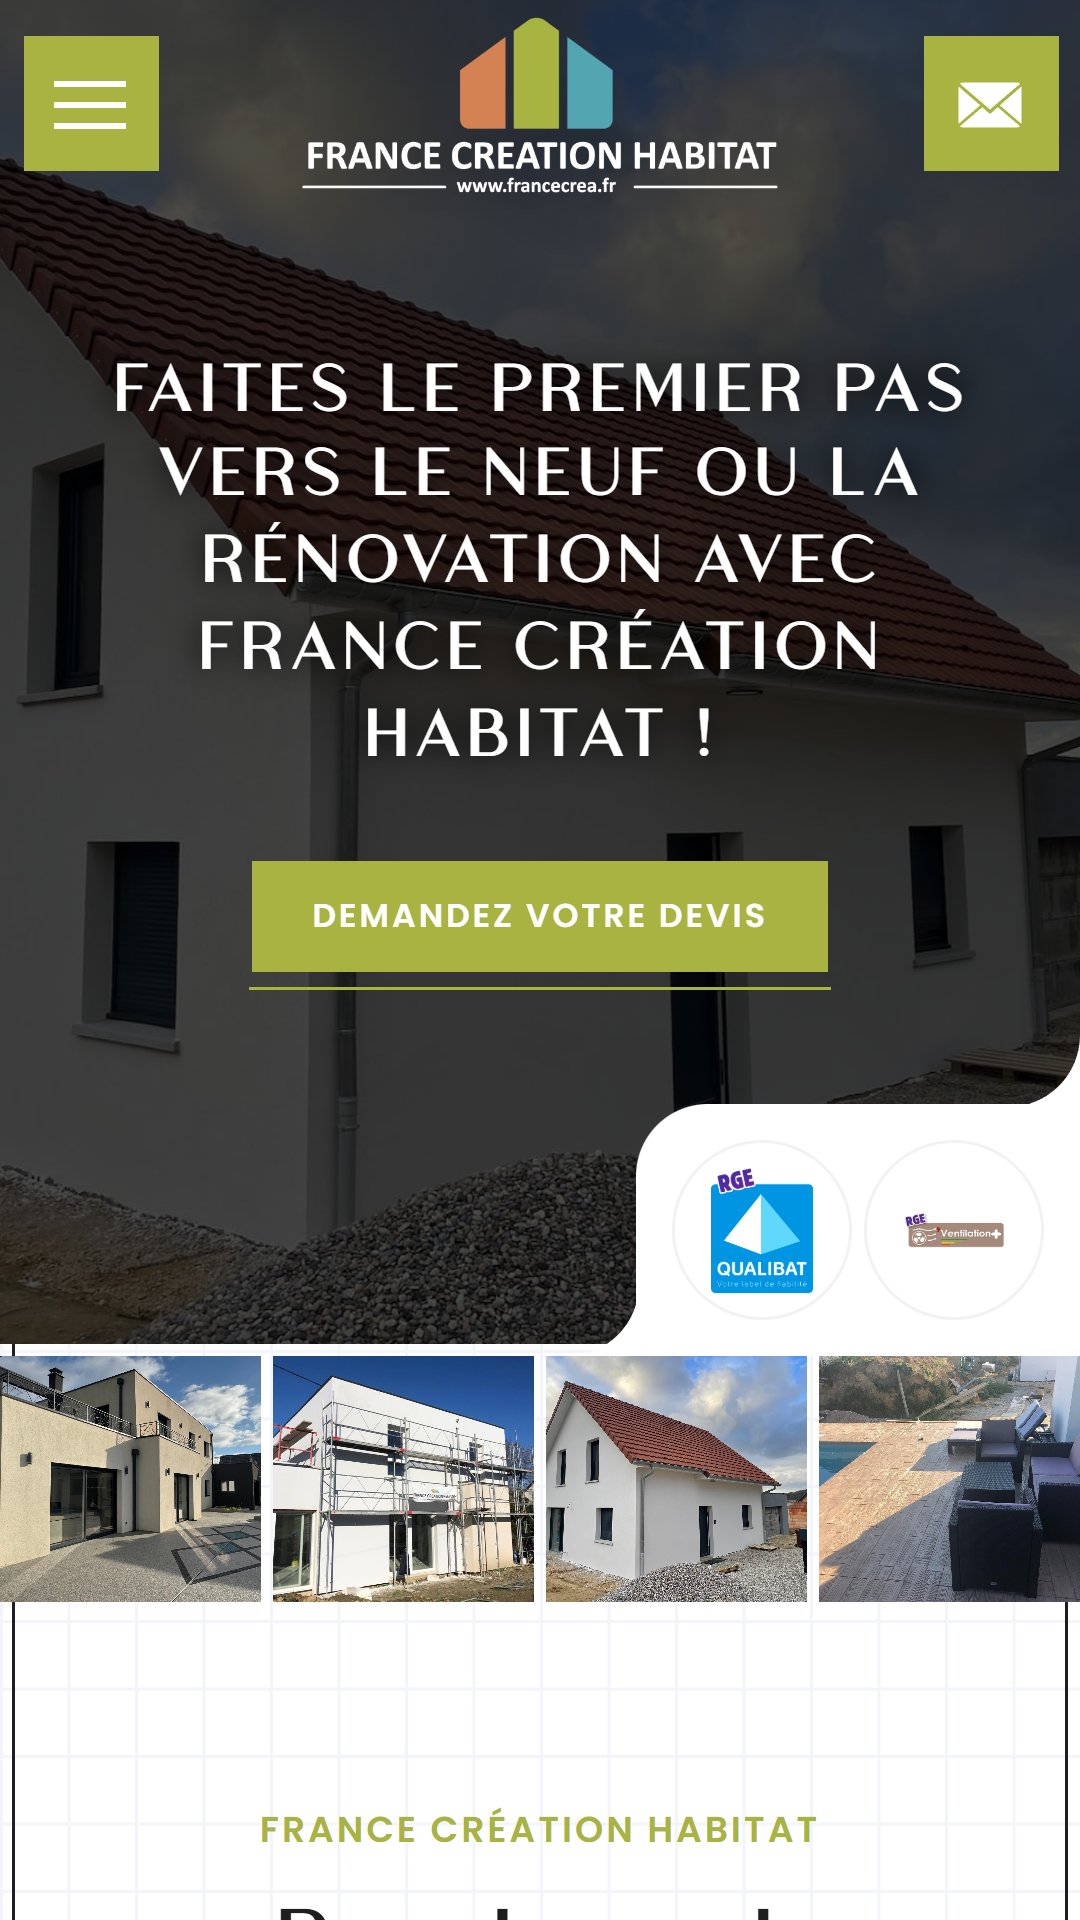 FRANCE CREATION HABITAT
www.francecrea.fr
FAITES LE PREMIER PAS
VERS LE NEUF OU LA
RÉNOVATION AVEC
FRANCE CRÉATION
HABITAT !
DEMANDEZ VOTRE DEVIS
RGE
QUALIBAT
Votre label de fiabilité
RGE
Ventilation+
FRANCE CRÉATION HABITAT